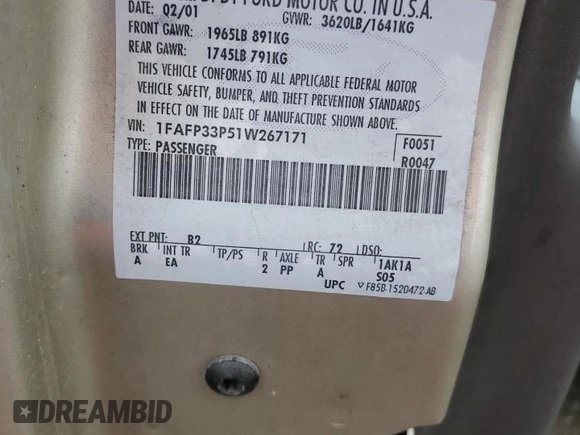 MOTOR CO. IN U.S.A.
DATE: 02/01 GVWR: 3620LB/1641KG
FRONT GAWR: 1965LB 891KG
REAR GAWR: 1745LB 791KG
THIS VEHICLE CONFORMS TO ALL APPLICABLE FEDERAL MOTOR
VEHICLE SAFETY, BUMPER, AND THEFT PREVENTION STANDARDS
IN EFFECT ON THE DATE OF MANUFACTURE SHOWN ABOVE.
VIN: 1FAFP33P51W267171 F0051
TYPE: PASSENGER R0047
EXT PNT: B2 RC: 72 DSO:
BRK INT TR TP/PS R AXLE TR SPR 1AK1A
A EA 2 PP A S05
UPC F85B-1520472-AB
DREAMBID